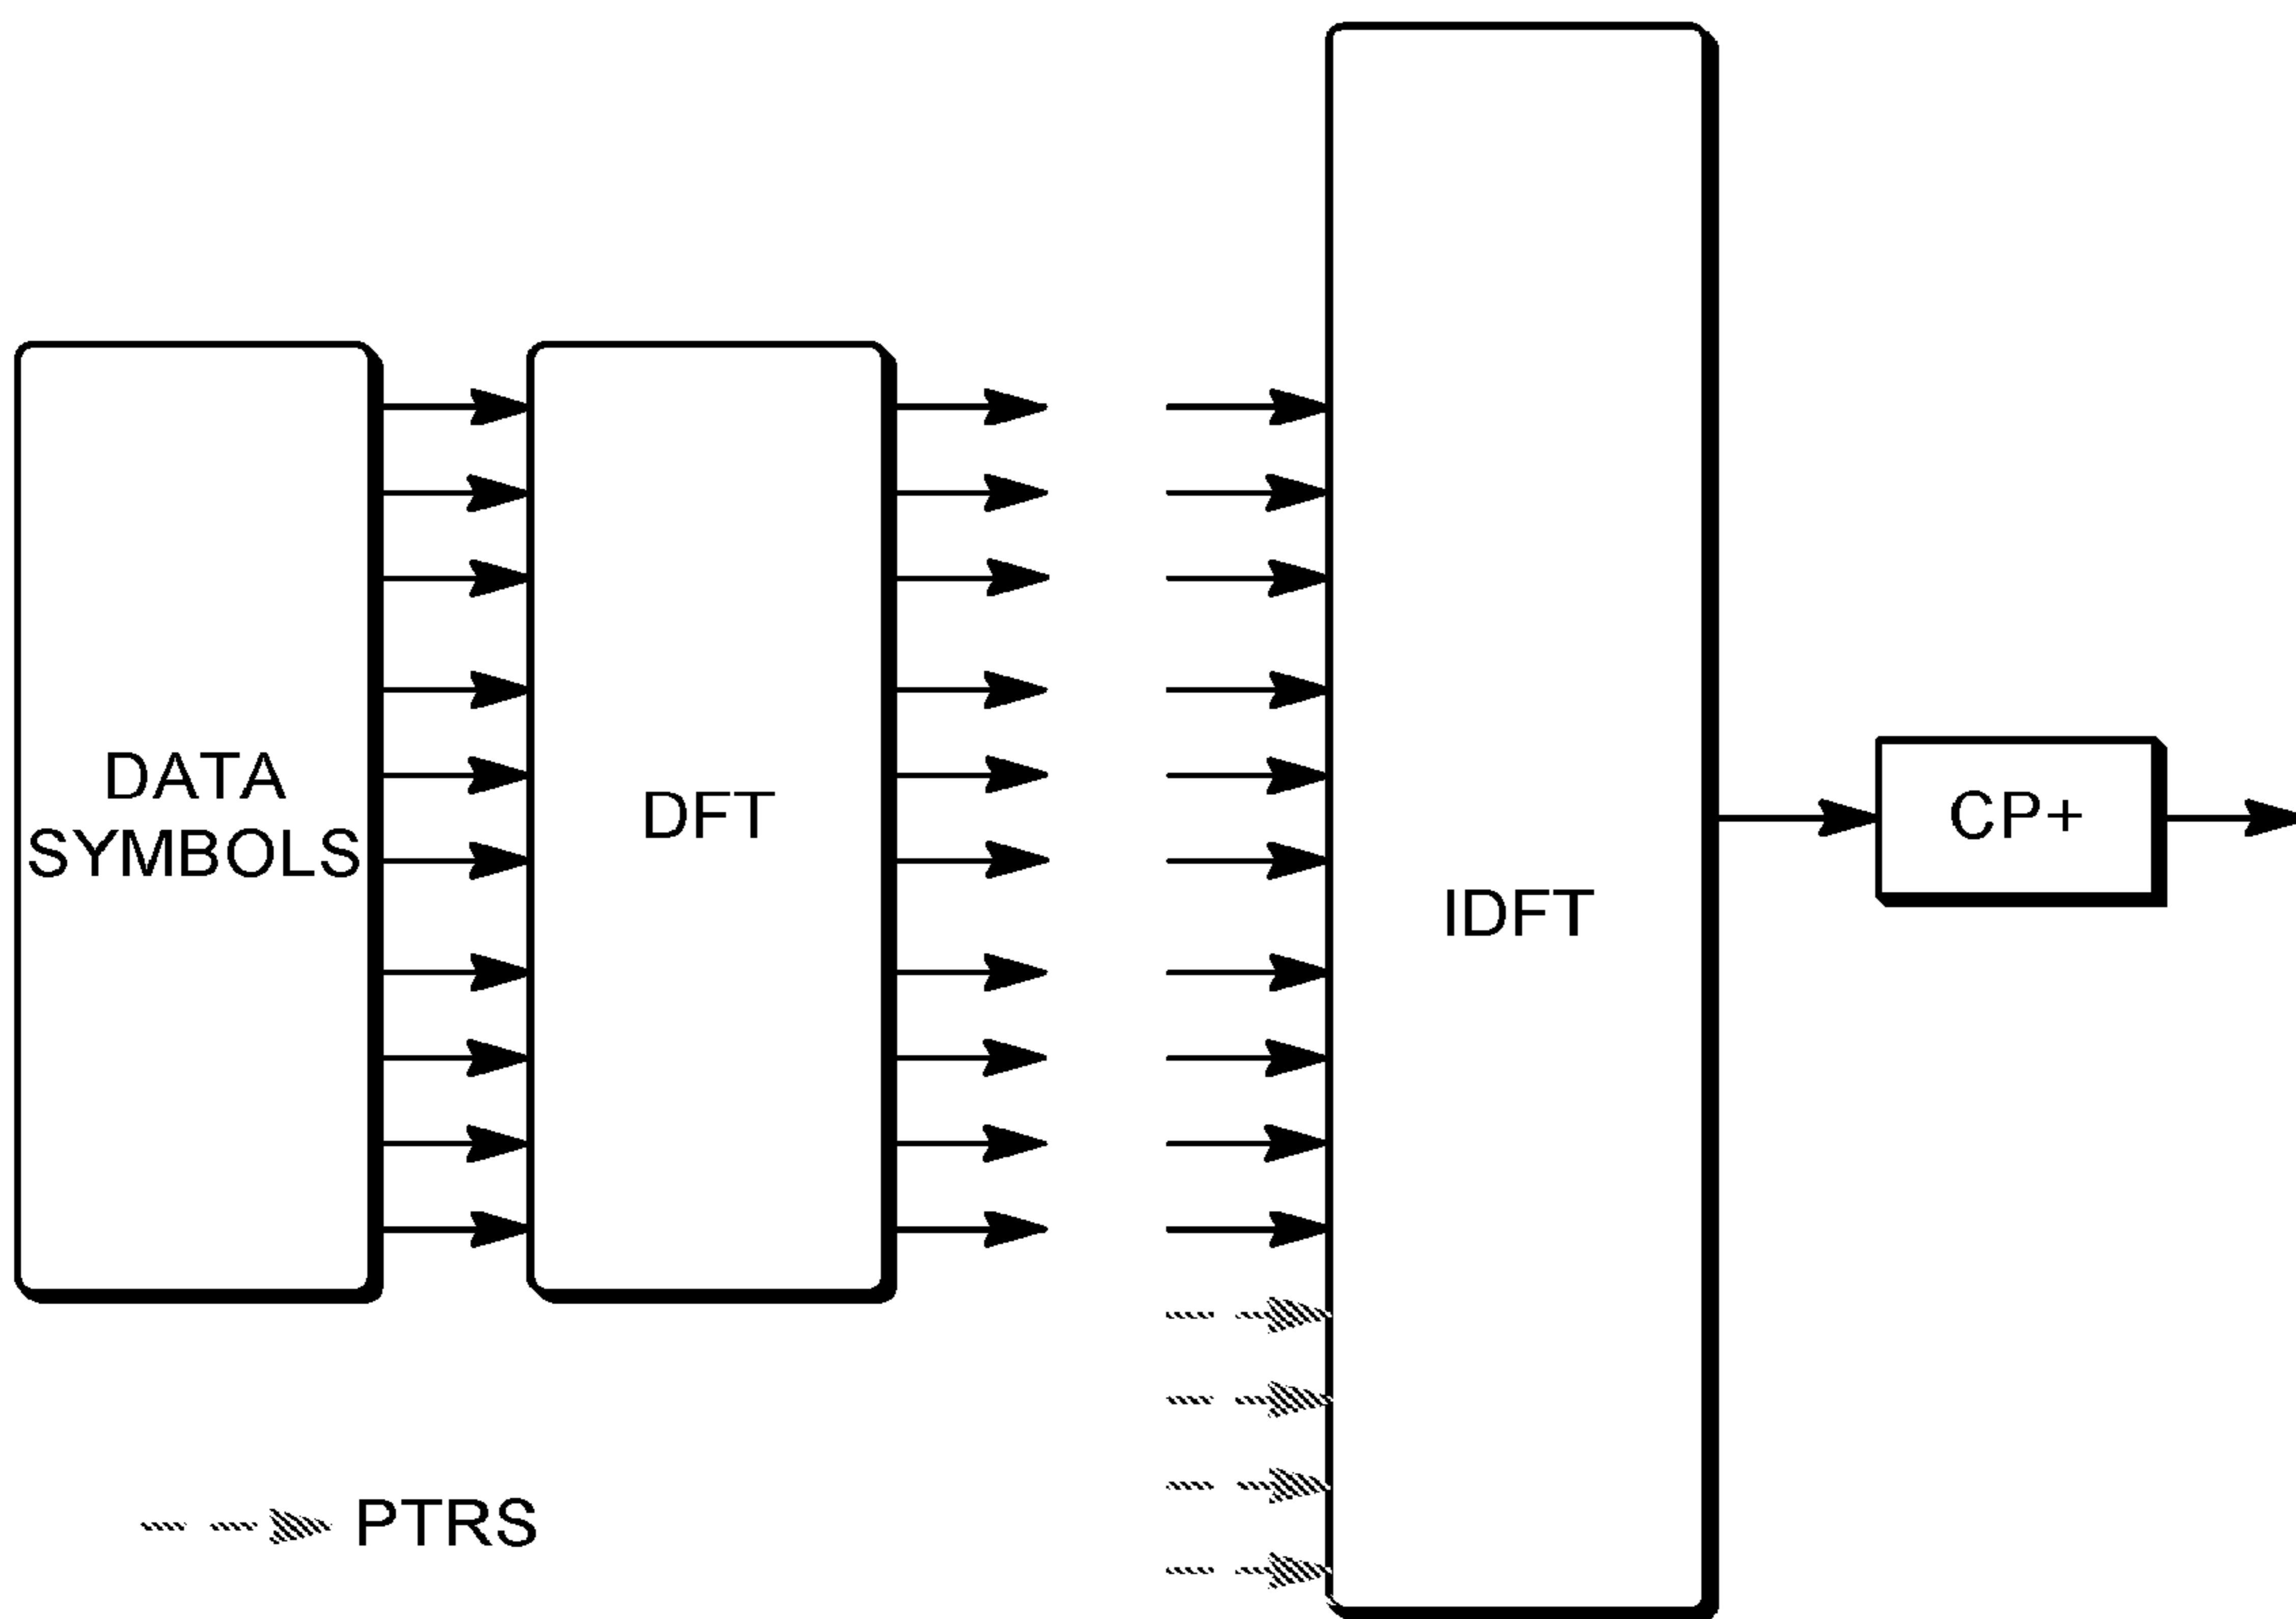 DATA
SYMBOLS
DFT
IDFT
CP+
PTRS